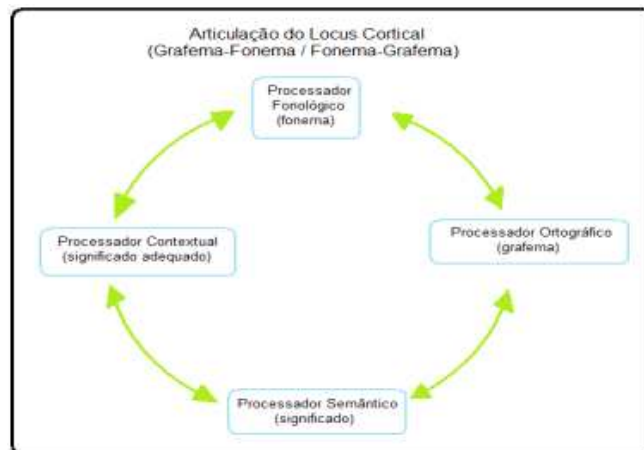 Articulação do Locus Cortical
(Grafema-Fonema / Fonema-Grafema)
Processador
Fonológico
(fonema)
Processador Contextual
(significado adequado)
Processador Ortográfico
(grafema)
Processador Semântico
(significado)